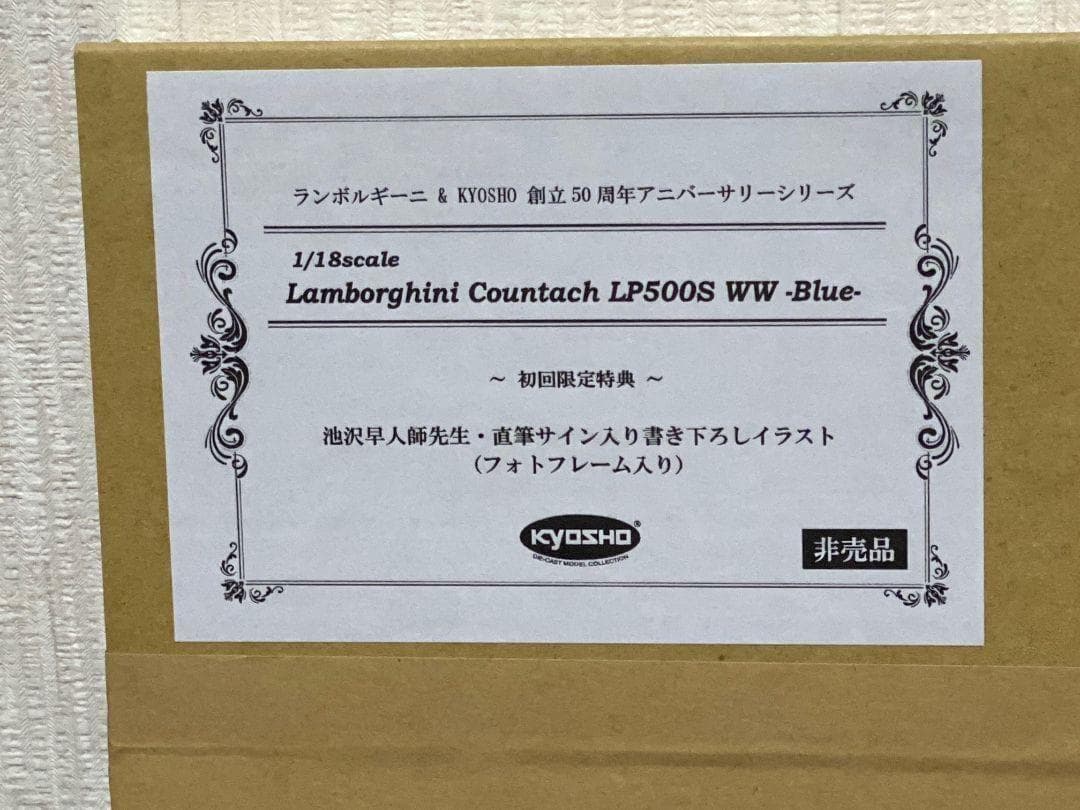 ランボルギーニ & KYOSHO 創立50周年アニバーサリーシリーズ
1/18scale
Lamborghini Countach LP500S WW -Blue-
～ 初回限定特典 ～
池沢早人師先生・直筆サイン入り書き下ろしイラスト
(フォトフレーム入り)
KYOSHO®
DIE-CAST MODEL COLLECTION
非売品